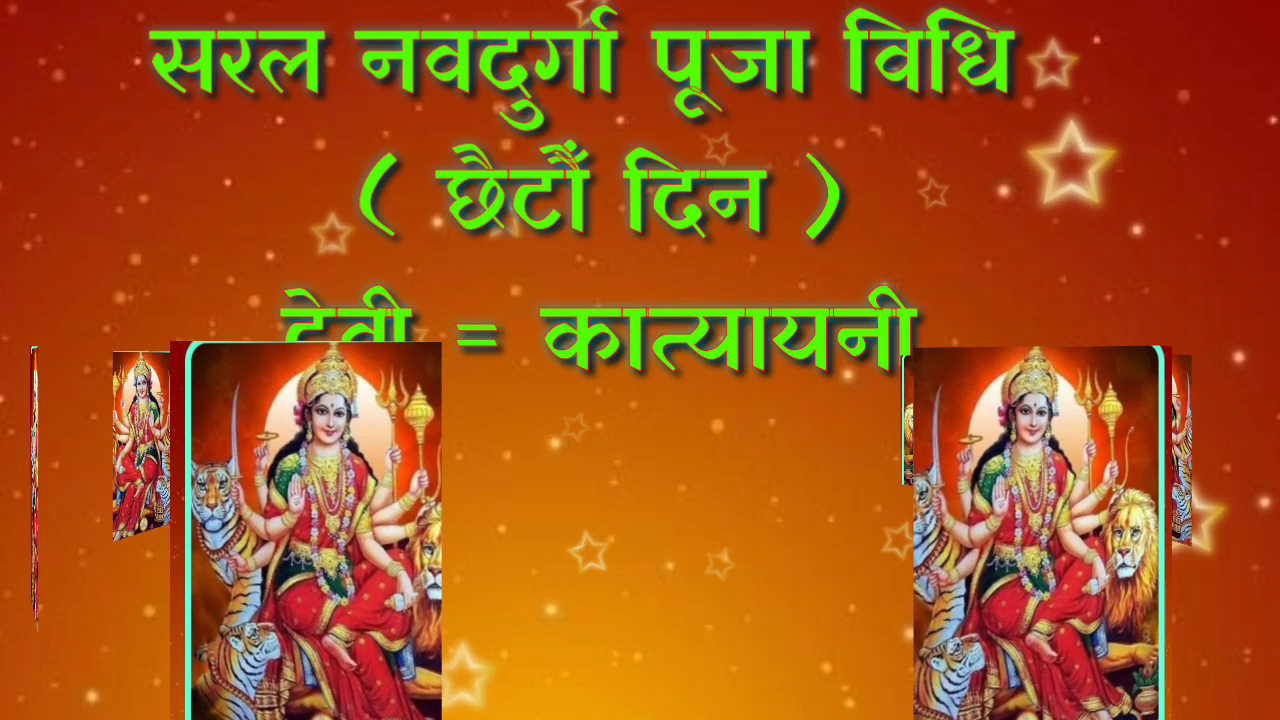 सरल नवदुर्गा पूजा विधि
( छैटौं दिन )
देवी = कात्यायनी